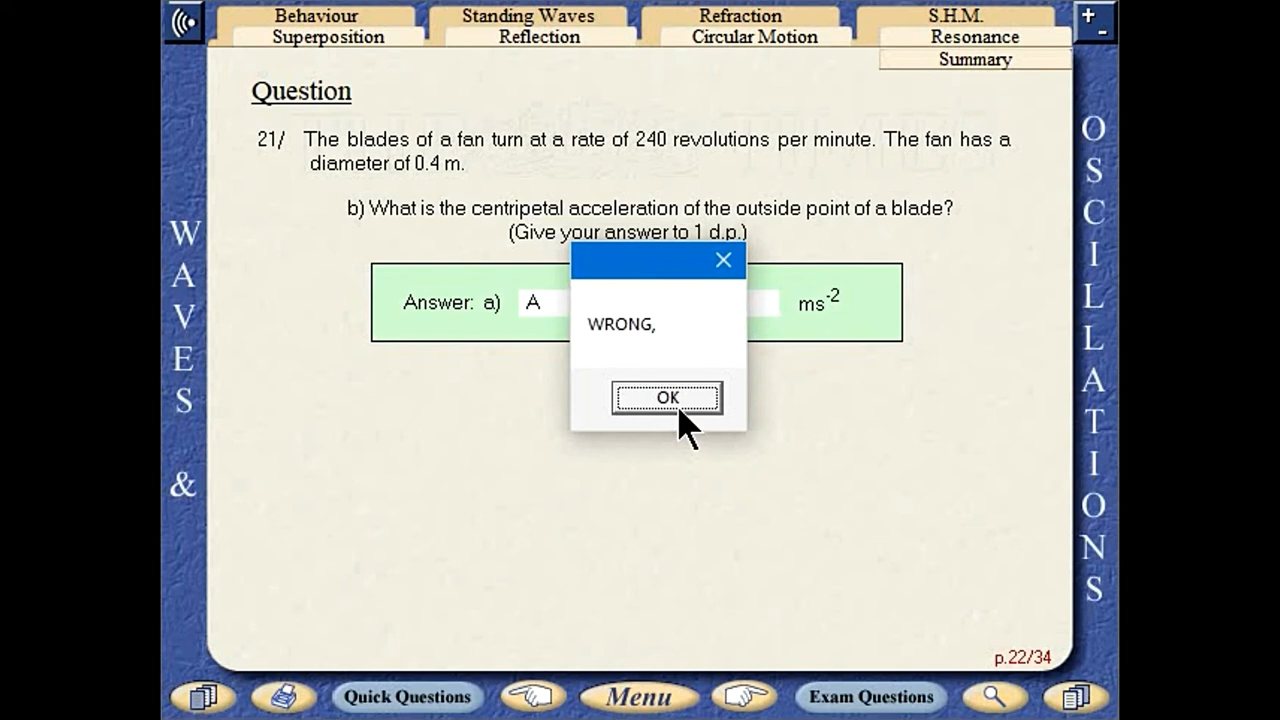 Behaviour
Standing Waves
Refraction
S.H.M.
Superposition
Reflection
Circular Motion
Resonance
Summary
Question
21/ The blades of a fan turn at a rate of 240 revolutions per minute. The fan has a
diameter of 0.4 m.
b) What is the centripetal acceleration of the outside point of a blade?
(Give your answer to 1 d.p.)
Answer: a) A
ms-2
WRONG,
OK
WAVES &
OSCILLATIONS
p.22/34
Quick Questions
Menu
Exam Questions